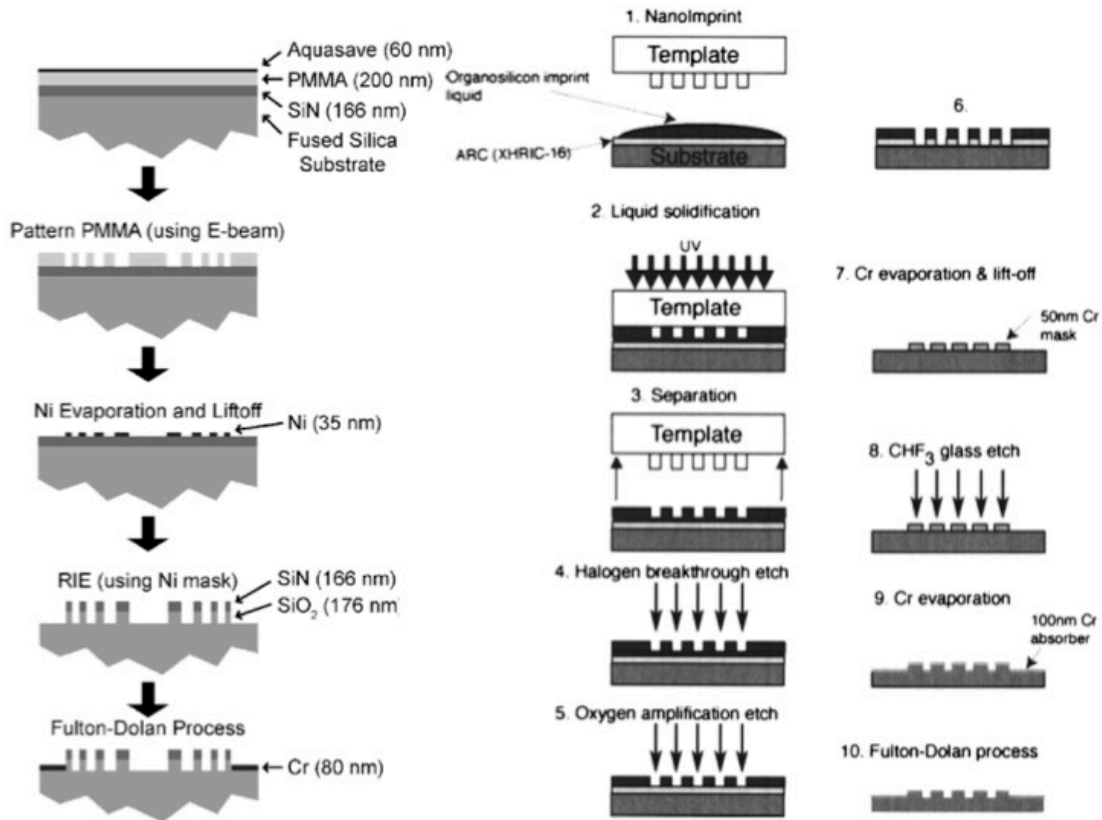 Aquasave (60 nm)
PMMA (200 nm)
SiN (166 nm)
Fused Silica
Substrate
Pattern PMMA (using E-beam)
Ni Evaporation and Liftoff
Ni (35 nm)
RIE (using Ni mask)
SiN (166 nm)
SiO2 (176 nm)
Fulton-Dolan Process
Cr (80 nm)
1. NanoImprint
Template
Organosilicon imprint
liquid
ARC (XHRIC-16)
Substrate
2. Liquid solidification
UV
Template
3. Separation
Template
4. Halogen breakthrough etch
5. Oxygen amplification etch
6.
7. Cr evaporation & lift-off
50nm Cr
mask
8. CHF3 glass etch
9. Cr evaporation
100nm Cr
absorber
10. Fulton-Dolan process